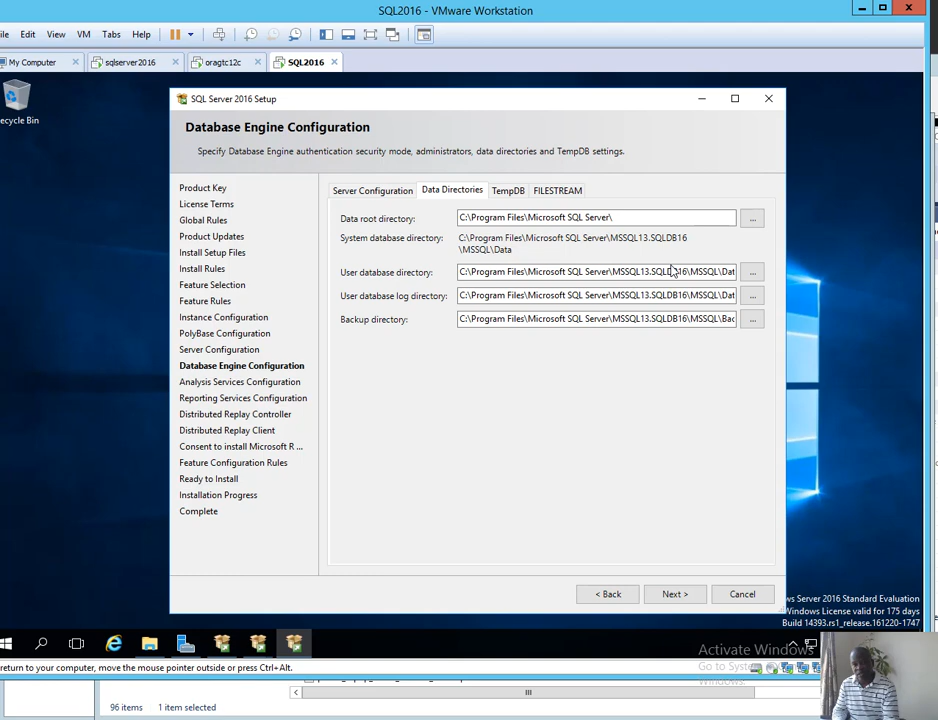 SQL2016 - VMware Workstation
ile
Edit
View
VM
Tabs
Help
My Computer
sqlserver2016
oragtc12c
SQL2016
ecycle Bin
SQL Server 2016 Setup
Database Engine Configuration
Specify Database Engine authentication security mode, administrators, data directories and TempDB settings.
Product Key
License Terms
Global Rules
Product Updates
Install Setup Files
Install Rules
Feature Selection
Feature Rules
Instance Configuration
PolyBase Configuration
Server Configuration
Database Engine Configuration
Analysis Services Configuration
Reporting Services Configuration
Distributed Replay Controller
Distributed Replay Client
Consent to install Microsoft R ...
Feature Configuration Rules
Ready to Install
Installation Progress
Complete
Server Configuration
Data Directories
TempDB
FILESTREAM
Data root directory:
C:\Program Files\Microsoft SQL Server\
...
System database directory:
C:\Program Files\Microsoft SQL Server\MSSQL13.SQLDB16
\MSSQL\Data
User database directory:
C:\Program Files\Microsoft SQL Server\MSSQL13.SQLDB16\MSSQL\Dat
...
User database log directory:
C:\Program Files\Microsoft SQL Server\MSSQL13.SQLDB16\MSSQL\Dat
...
Backup directory:
C:\Program Files\Microsoft SQL Server\MSSQL13.SQLDB16\MSSQL\Bac
...
< Back
Next >
Cancel
ws Server 2016 Standard Evaluation
Windows License valid for 175 days
Build 14393.rs1_release.161220-1747
Activate Windows
Go to Syste
Windows.
return to your computer, move the mouse pointer outside or press Ctrl+Alt.
96 items
1 item selected